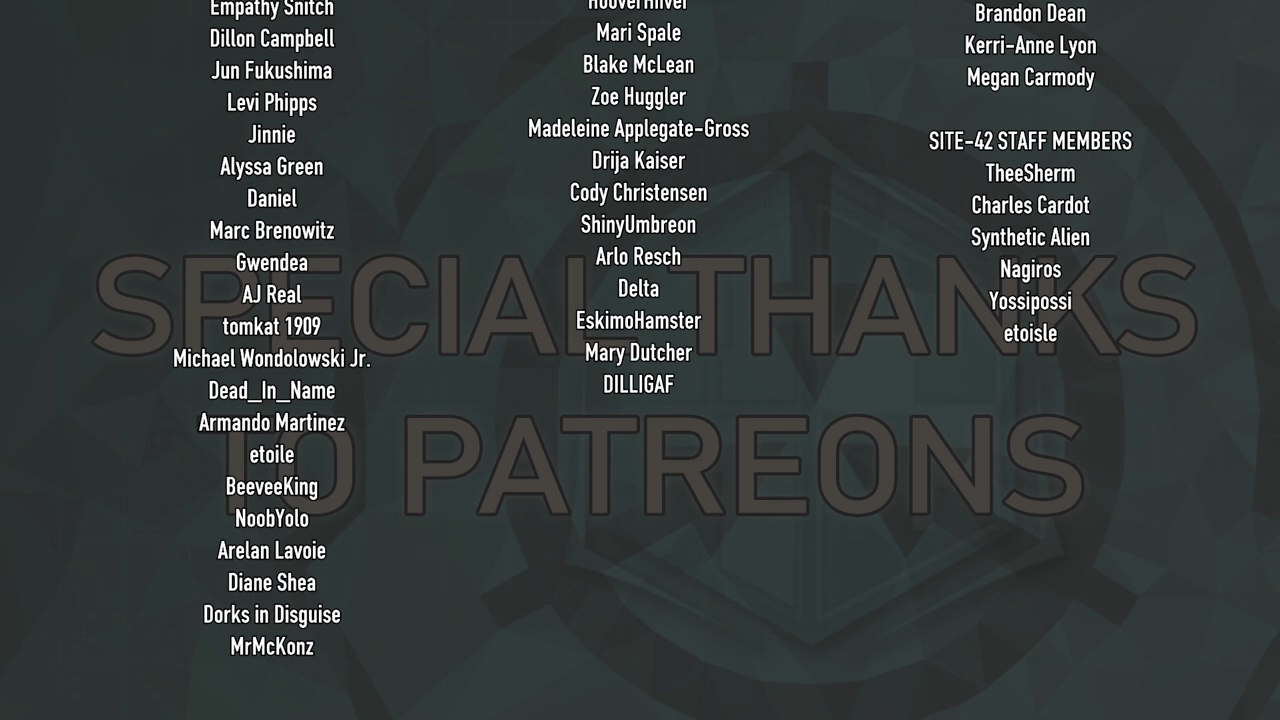 Empathy Snitch
Dillon Campbell
Jun Fukushima
Levi Phipps
Jinnie
Alyssa Green
Daniel
Marc Brenowitz
Gwendea
AJ Real
tomkat 1909
Michael Wondolowski Jr.
Dead_In_Name
Armando Martinez
etoile
BeeveeKing
NoobYolo
Arelan Lavoie
Diane Shea
Dorks in Disguise
MrMcKonz
Mari Spale
Blake McLean
Zoe Huggler
Madeleine Applegate-Gross
Drija Kaiser
Cody Christensen
ShinyUmbreon
Arlo Resch
Delta
EskimoHamster
Mary Dutcher
DILLIGAF
Brandon Dean
Kerri-Anne Lyon
Megan Carmody
SITE-42 STAFF MEMBERS
TheeSherm
Charles Cardot
Synthetic Alien
Nagiros
Yossipossi
etoisle
SPECIAL THANKS
TO PATREONS